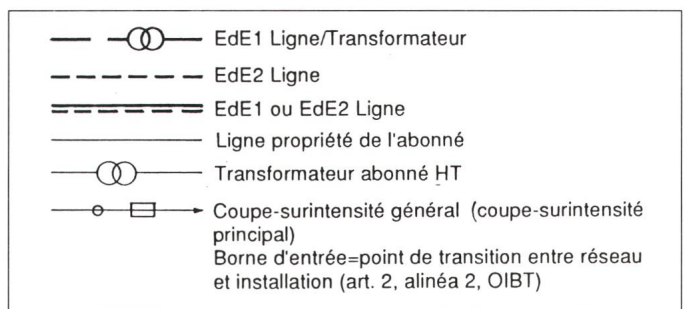 EdE1 Ligne/Transformateur
EdE2 Ligne
EdE1 ou EdE2 Ligne
Ligne propriété de l'abonné
Transformateur abonné HT
Coupe-surintensité général (coupe-surintensité
principal)
Borne d'entrée=point de transition entre réseau
et installation (art. 2, alinéa 2, OIBT)